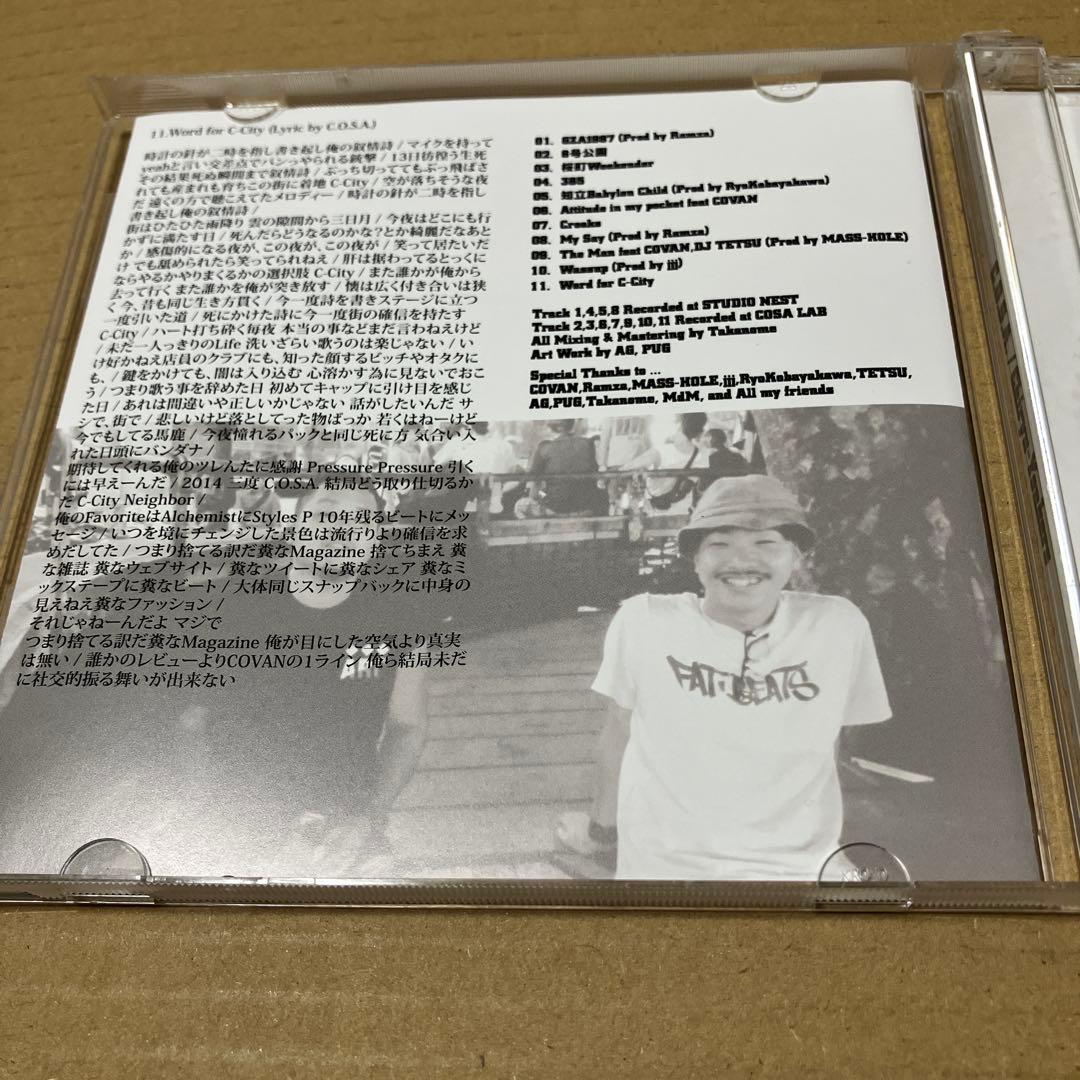 11.Word for C-City (Lyric by C.O.S.A.)
時計の針が二時を指し書き起し俺の叙情詩 / マイクを持って
yeahと言い交差点でパンっやられる銃撃 / 13日彷徨う生死
その結果死ぬ瞬間まで叙情詩 / ぶっち切っててもぶっ飛ばさ
れても産まれも育ちこの街に着地 C-City / 空が落ちそうな夜
だ 遠くの方で聴こえてたメロディー / 時計の針が二時を指し
書き起し俺の叙情詩 /
街はひたひた雨降り 雲の隙間から三日月 / 今夜はどこにも行
かずに満たす日 / 死んだらどうなるのかな?とか綺麗だなあと
か / 感傷的になる夜が、この夜が、この夜が / 笑って居たいだ
け でも舐められたら笑ってられねえ / 肝は据わってるとっくに
ならやるかやりまくるかの選択肢 C-City / また誰かが俺から
去って行くまた誰かを俺が突き放す / 懐は広く付き合いは狭
く 今、昔も同じ生き方貫く / 今一度詩を書きステージに立つ
一度引いた道 / 死にかけた詩に今一度街の確信を持たす
C-City / ハート打ち砕く毎夜 本当の事などまだ言わねえけど
/ 未だ一人っきりのLife 洗いざらい歌うのは楽じゃない / い
け好かねえ店員のクラブにも、知った顔するビッチやオタクに
も、 / 鍵をかけても、闇は入り込む 心溶かす為に見ないでおこ
う / つまり歌う事を辞めた日 初めてキャップに引け目を感じ
た日 / あれは間違いや正しいかじゃない 話がしたいんだ サ
シで、街で / 悲しいけど落としてった物ばっか 若くはねーけど
今でもしてる馬鹿 / 今夜憧れるパックと同じ死に方 気合い入
れた日頭にバンダナ /
期待してくれる俺のツレんたに感謝 Pressure Pressure 引く
には早えーんだ / 2014 三度 C.O.S.A. 結局どう取り仕切るか
だ C-City Neighbor /
俺のFavoriteはAlchemistにStyles P 10年残るビートにメッ
セージ / いつを境にチェンジした景色は流行りより確信を求
めだしてた / つまり捨てる訳だ糞なMagazine 捨てちまえ 糞
な雑誌 糞なウェブサイト / 糞なツイートに糞なシェア 糞なミ
ックステープに糞なビート / 大体同じスナップバックに中身の
見えねえ糞なファッション /
それじゃねーんだよ マジで
つまり捨てる訳だ糞なMagazine 俺が目にした空気より真実
は無い / 誰かのレビューよりCOVANの1ライン 俺ら結局未だ
に社交的振る舞いが出来ない
01. GZA1987 (Prod by Ramza)
02. 8号公園
03. 桜町Weekender
04. 385
05. 知立Babylon Child (Prod by RyoKobayakawa)
06. Attitude in my pocket feat COVAN
07. Creeks
08. My Say (Prod by Ramza)
09. The Man feat COVAN,DJ TETSU (Prod by MASS-HOLE)
10. Wassup (Prod by jjj)
11. Word for C-City
Track 1,4,5,8 Recorded at STUDIO NEST
Track 2,3,6,7,9,10,11 Recorded at COSA LAB
All Mixing & Mastering by Takanome
Art Work by AG, PUG
Special Thanks to ...
COVAN,Ramza,MASS-HOLE,jjj,RyoKobayakawa,TETSU,
AG,PUG,Takanome, MdM, and All my friends
FAT BEATS